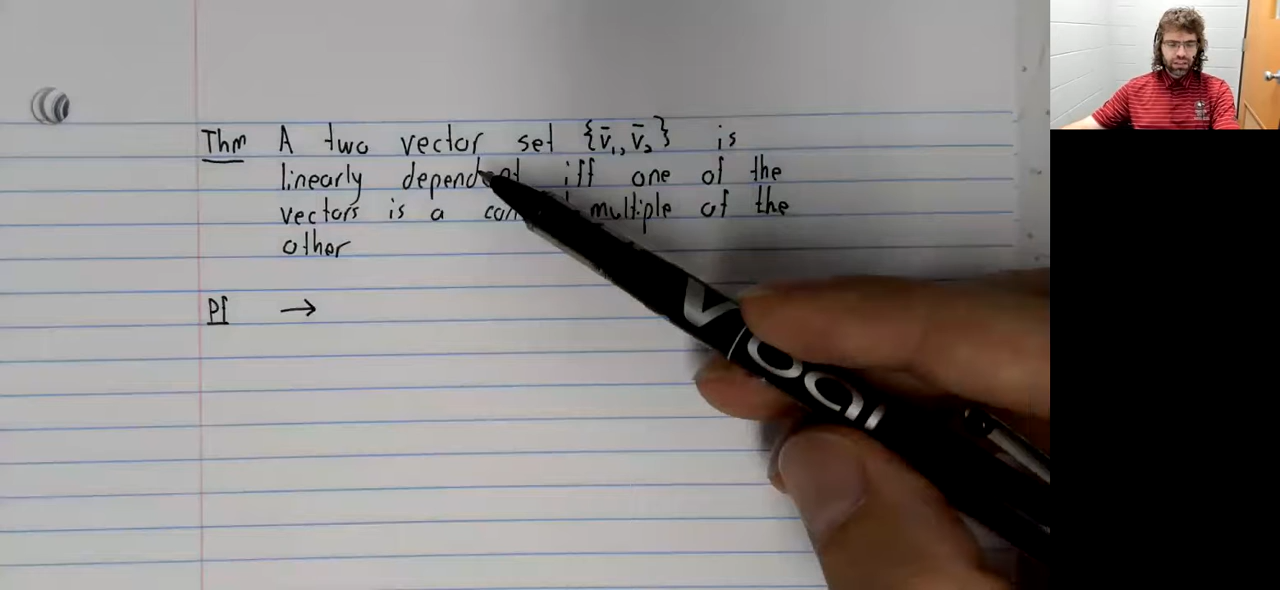 Thm A two vector set {v̄₁, v̄₂} is
linearly dependent iff one of the
vectors is a multiple of the
other
Pf →